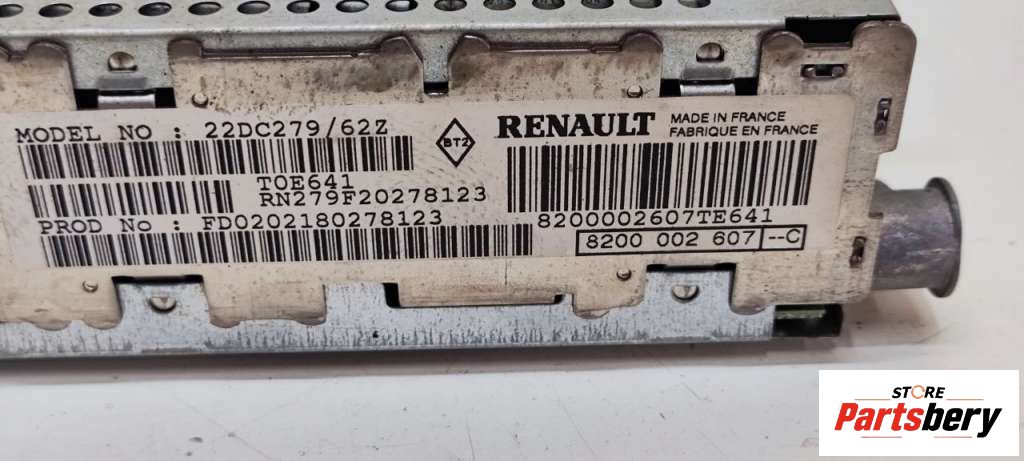 MODEL NO : 22DC279/62Z
BT2
RENAULT
MADE IN FRANCE
FABRIQUE EN FRANCE
TOE641
RN279F20278123
PROD No : FD0202180278123
8200002607TE641
8200 002 607 --C
STORE
Partsbery